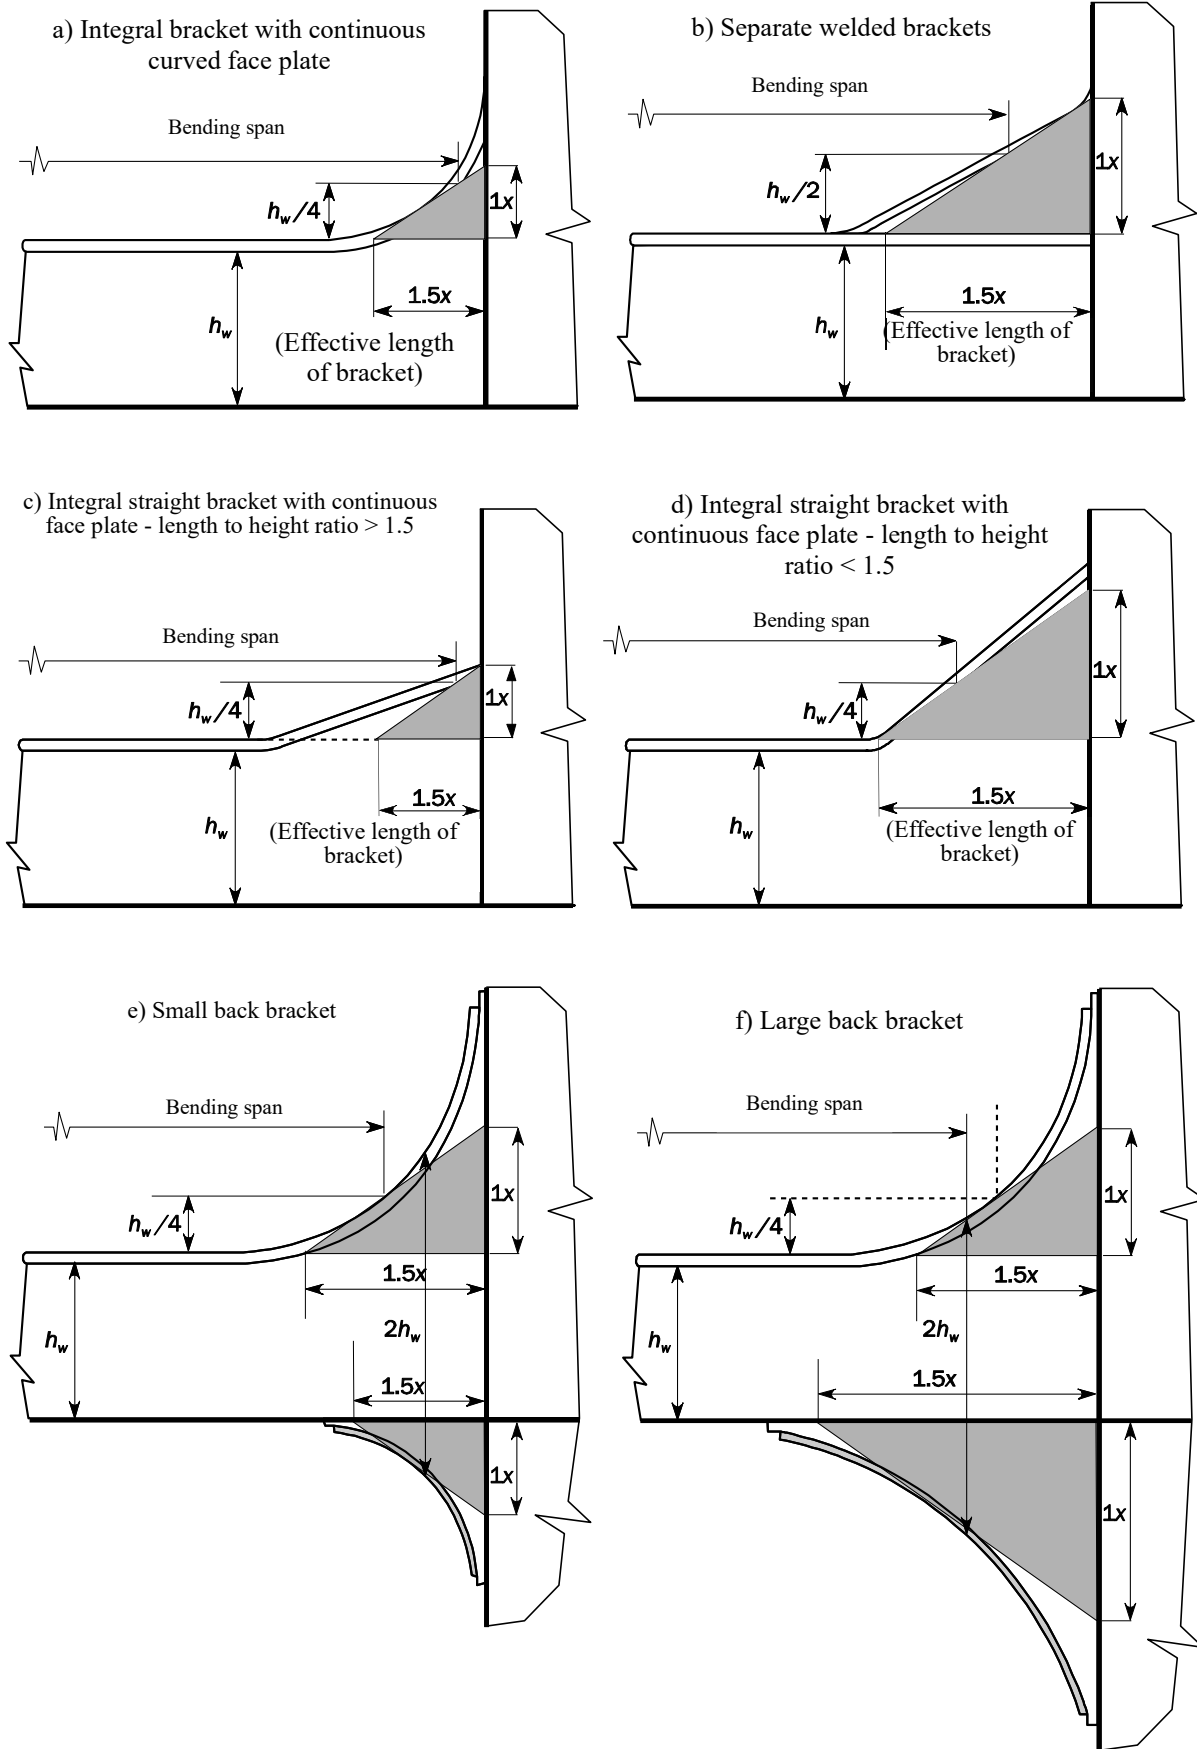 a) Integral bracket with continuous
curved face plate
Bending span
h_w/4
1x
1.5x
h_w
(Effective length
of bracket)
b) Separate welded brackets
Bending span
h_w/2
1x
1.5x
h_w
(Effective length of
bracket)
c) Integral straight bracket with continuous
face plate - length to height ratio > 1.5
Bending span
h_w/4
1x
1.5x
h_w
(Effective length of
bracket)
d) Integral straight bracket with
continuous face plate - length to height
ratio < 1.5
Bending span
h_w/4
1x
1.5x
h_w
(Effective length of
bracket)
e) Small back bracket
Bending span
h_w/4
1x
1.5x
2h_w
h_w
1.5x
1x
f) Large back bracket
Bending span
h_w/4
1x
1.5x
2h_w
h_w
1.5x
1x